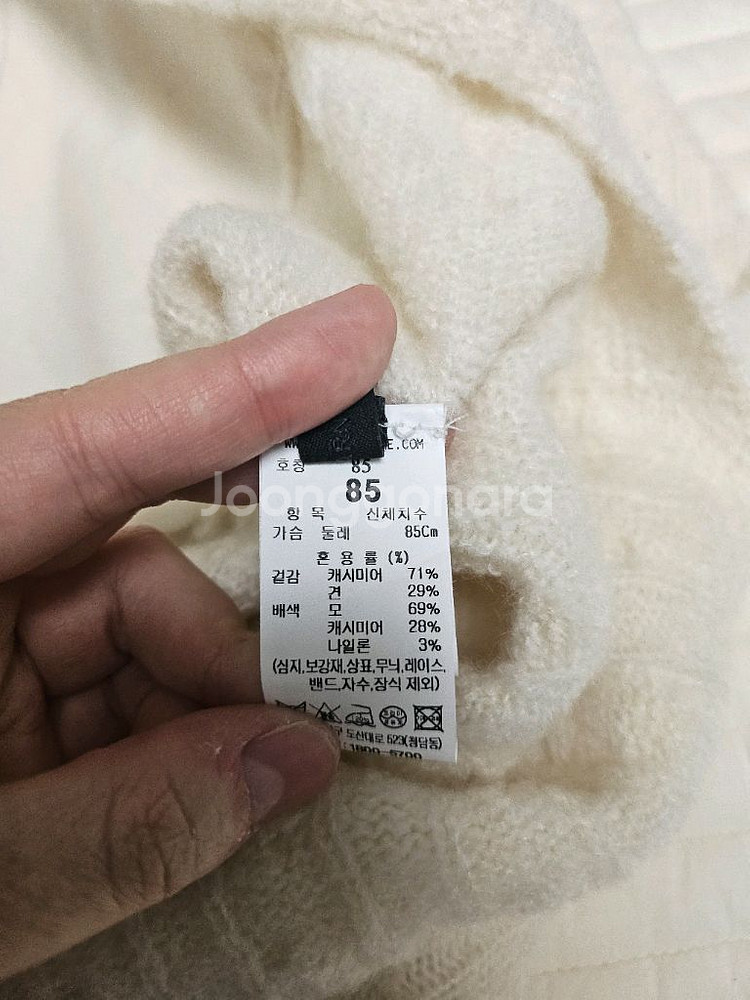 호칭 85
85
Joonggonara
항 목 신체치수
가슴 둘레 85Cm
혼 용 률 (%)
겉감 캐시미어 71%
견 29%
배색 모 69%
캐시미어 28%
나일론 3%
(심지,보강재,상표,무늬,레이스,
밴드,자수,장식 제외)
도산대로 523(청담동)